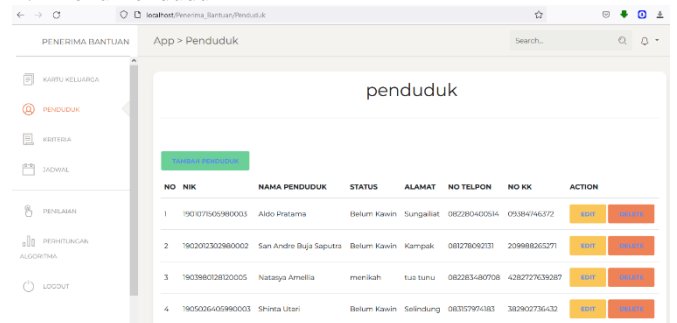 localhost/Penerima_Bantuan/Penduduk
PENERIMA BANTUAN
App > Penduduk
Search..
KARTU KELUARGA
PENDUDUK
KRITERIA
JADWAL
PENILAIAN
PERHITUNGAN
ALGORITMA
LOGOUT
penduduk
TAMBAH PENDUDUK
NO NIK NAMA PENDUDUK STATUS ALAMAT NO TELPON NO KK ACTION
1 1901071506980003 Aldo Pratama Belum Kawin Sungailiat 082280400514 09384746372 EDIT DELETE
2 1902012302980002 San Andre Buja Saputra Belum Kawin Kampak 081278092131 209988265271 EDIT DELETE
3 1903980128120005 Natasya Amellia menikah tua tunu 082283480708 4282727639287 EDIT DELETE
4 1905026405990003 Shinta Utari Belum Kawin Selindung 083157974183 382902736432 EDIT DELETE